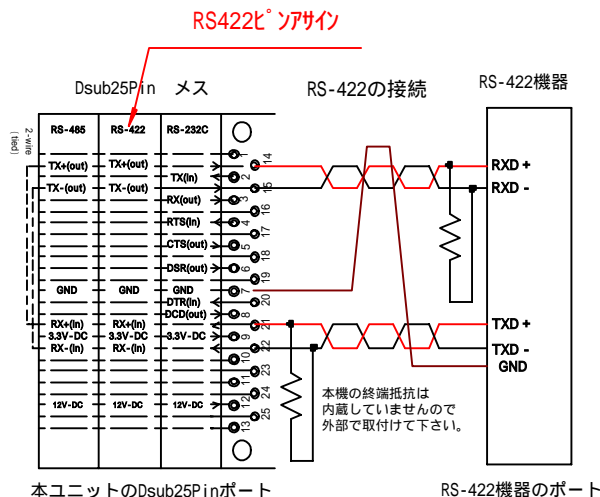 RS422ピンアサイン
Dsub25Pin　メス
RS-422の接続
RS-422機器
2-wire
(tied)
RS-485
RS-422
RS-232C
1
14
TX+(out)
TX+(out)
TX(in)
2
15
TX-(out)
TX-(out)
RX(out)
3
16
RTS(in)
4
17
CTS(out)
5
18
DSR(out)
6
19
GND
GND
GND
7
20
DTR(in)
DCD(out)
8
21
RX+(in)
RX+(in)
3.3V-DC
3.3V-DC
3.3V-DC
9
22
RX-(in)
RX-(in)
10
23
11
24
12V-DC
12V-DC
12V-DC
12
25
13
RXD +
RXD -
TXD +
TXD -
GND
本機の終端抵抗は
内蔵していませんので
外部で取付けて下さい。
本ユニットのDsub25Pinポート
RS-422機器のポート